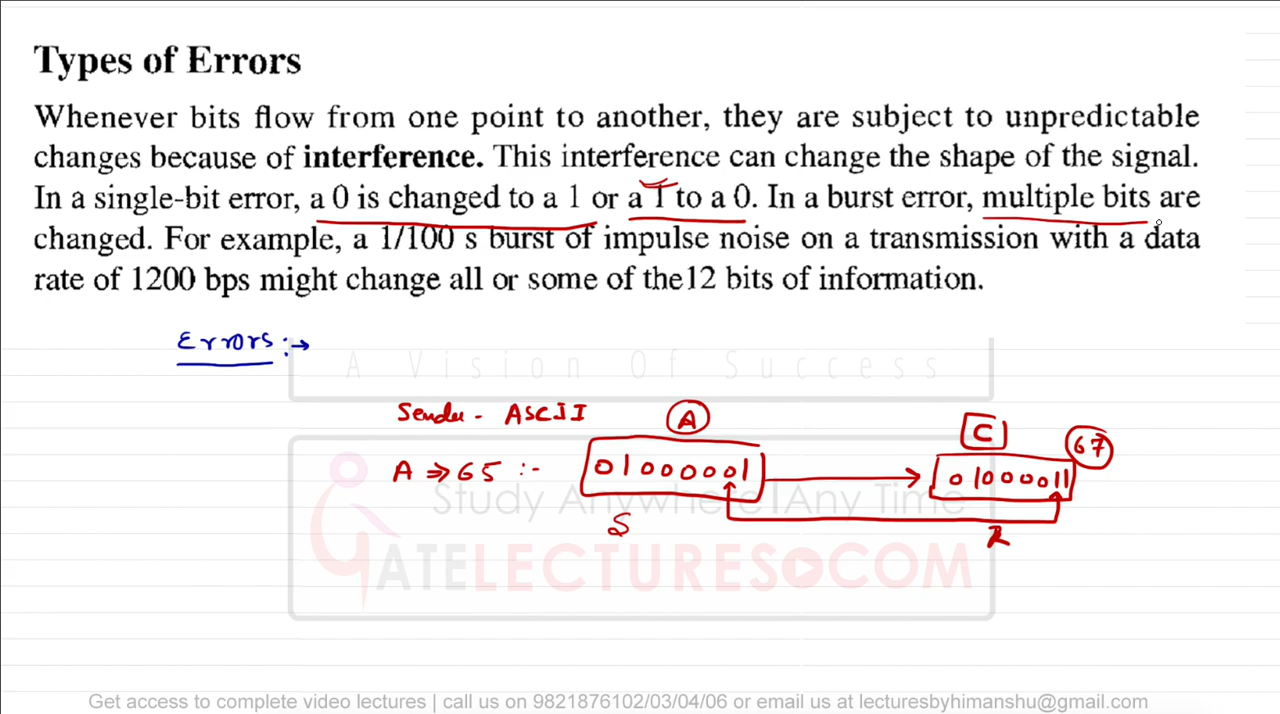 Types of Errors
Whenever bits flow from one point to another, they are subject to unpredictable
changes because of interference. This interference can change the shape of the signal.
In a single-bit error, a 0 is changed to a 1 or a 1 to a 0. In a burst error, multiple bits are
changed. For example, a 1/100 s burst of impulse noise on a transmission with a data
rate of 1200 bps might change all or some of the 12 bits of information.
Errors :→
A Vision Of Success
Sender - ASCII A C
67
A ⇒ 65 :- 01000001 01000011
Study Anywhere | Any Time
S R
GATELECTURES.COM
Get access to complete video lectures | call us on 9821876102/03/04/06 or email us at lecturesbyhimanshu@gmail.com